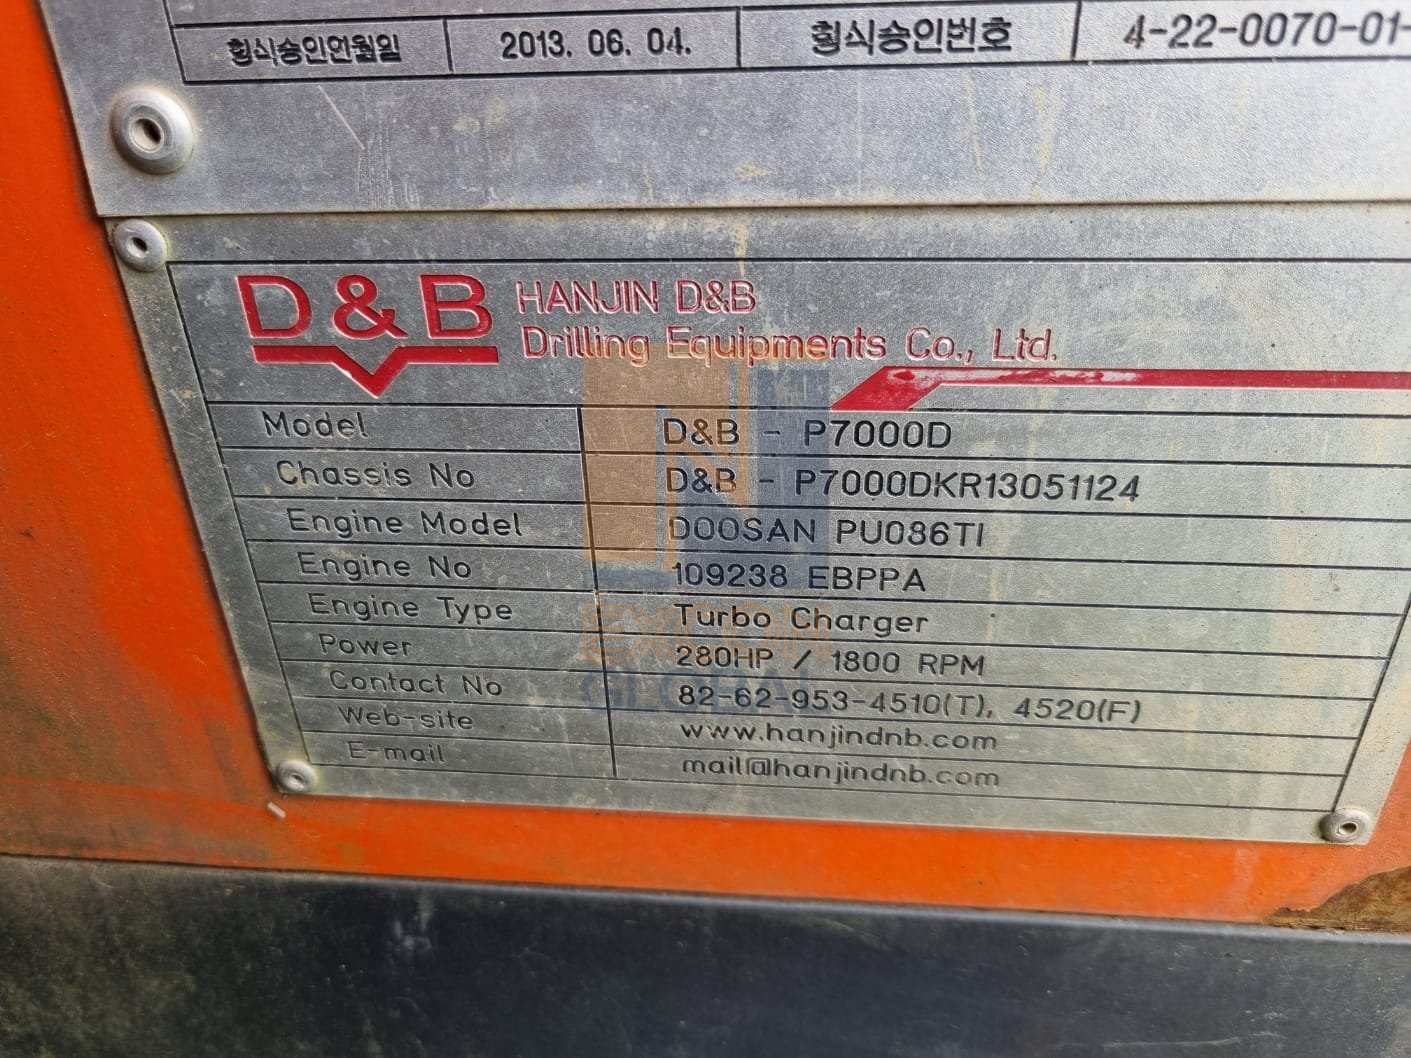 형식승인연월일 2013. 06. 04. 형식승인번호 4-22-0070-01-
D&B HANJIN D&B
Drilling Equipments Co., Ltd.
Model D&B - P7000D
Chassis No D&B - P7000DKR13051124
Engine Model DOOSAN PU086TI
Engine No 109238 EBPPA
Engine Type Turbo Charger
Power 280HP / 1800 RPM
Contact No 82-62-953-4510(T), 4520(F)
Web-site www.hanjindnb.com
E-mail mail@hanjindnb.com
EXCON
GLOBAL